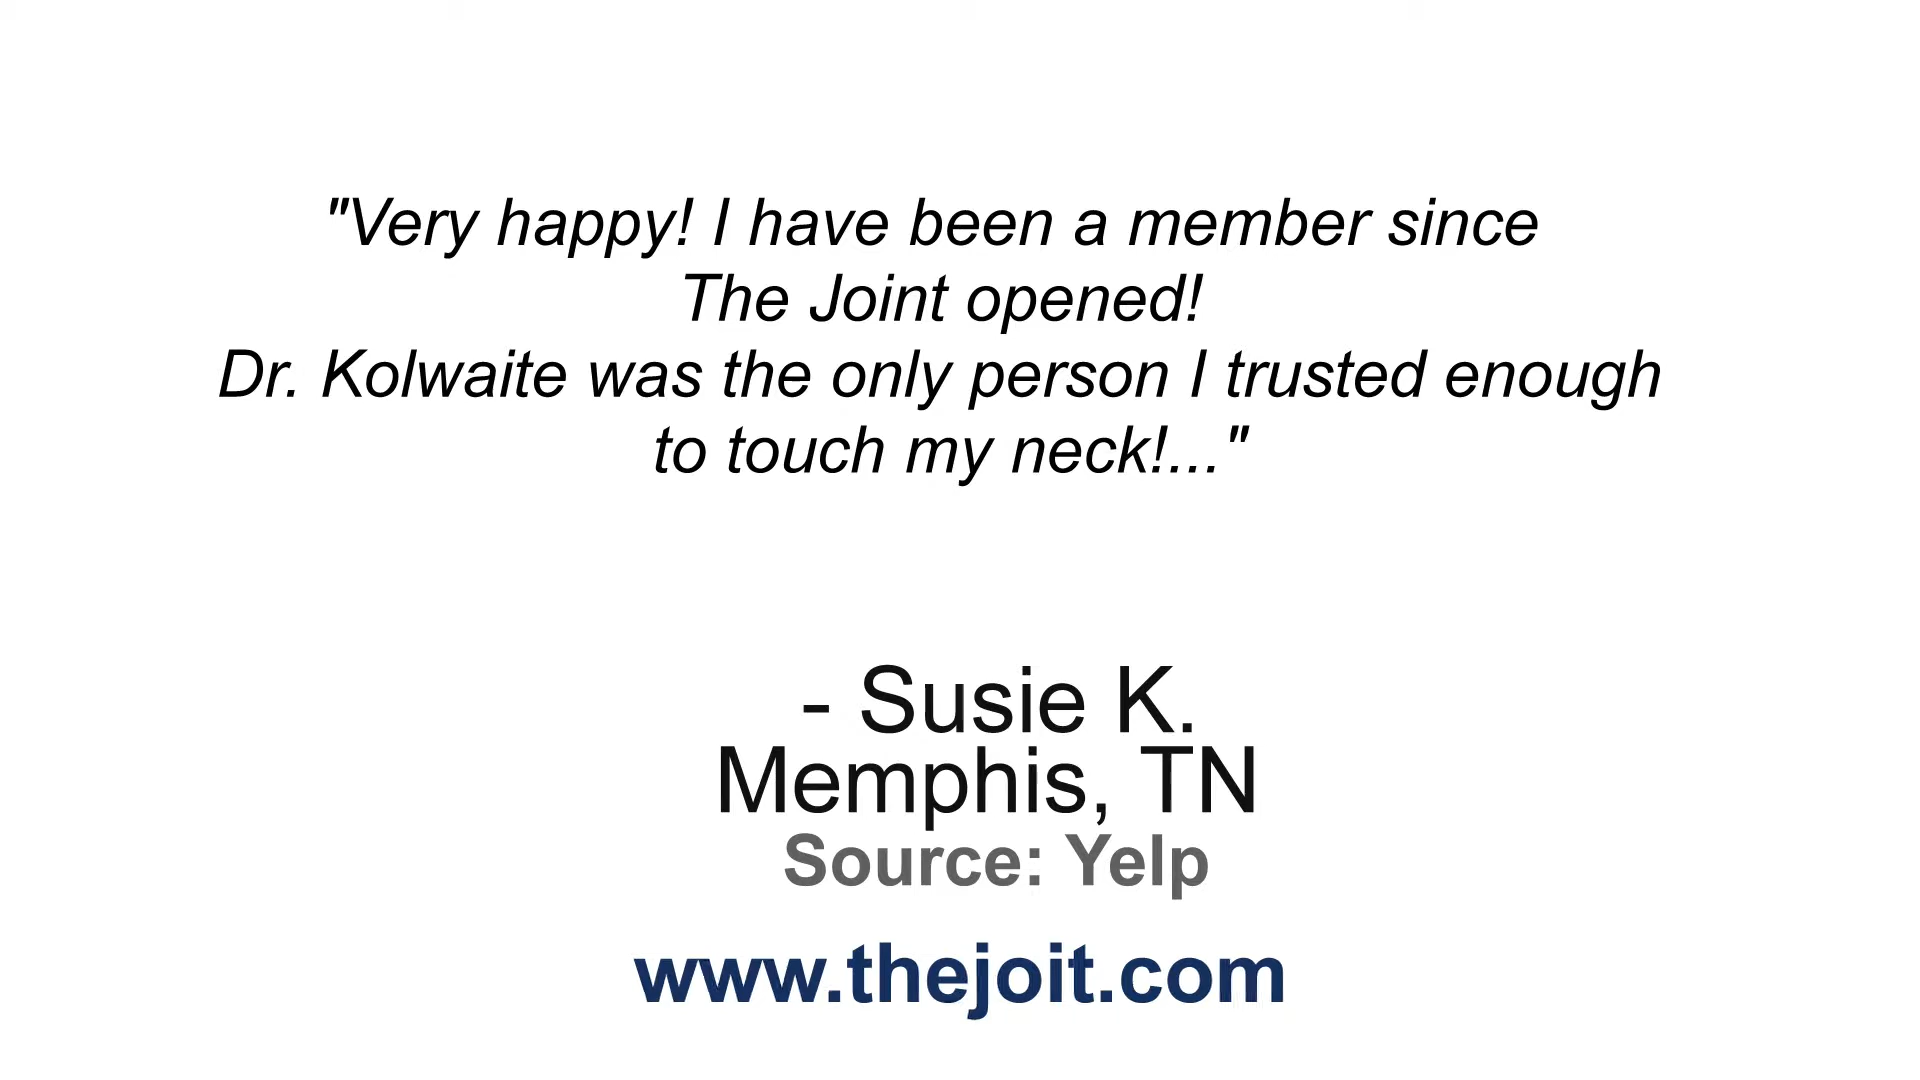 "Very happy! I have been a member since
The Joint opened!
Dr. Kolwaite was the only person I trusted enough
to touch my neck!..."
- Susie K.
Memphis, TN
Source: Yelp
www.thejoit.com